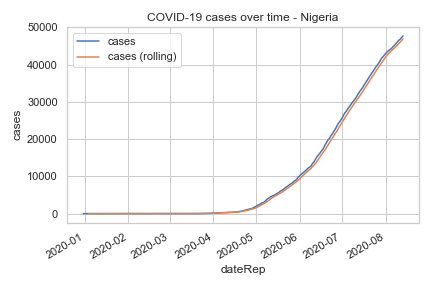 COVID-19 cases over time - Nigeria
50000
cases
cases (rolling)
40000
30000
cases
20000
10000
0
2020-01
2020-02
2020-03
2020-04
2020-05
2020-06
2020-07
2020-08
dateRep